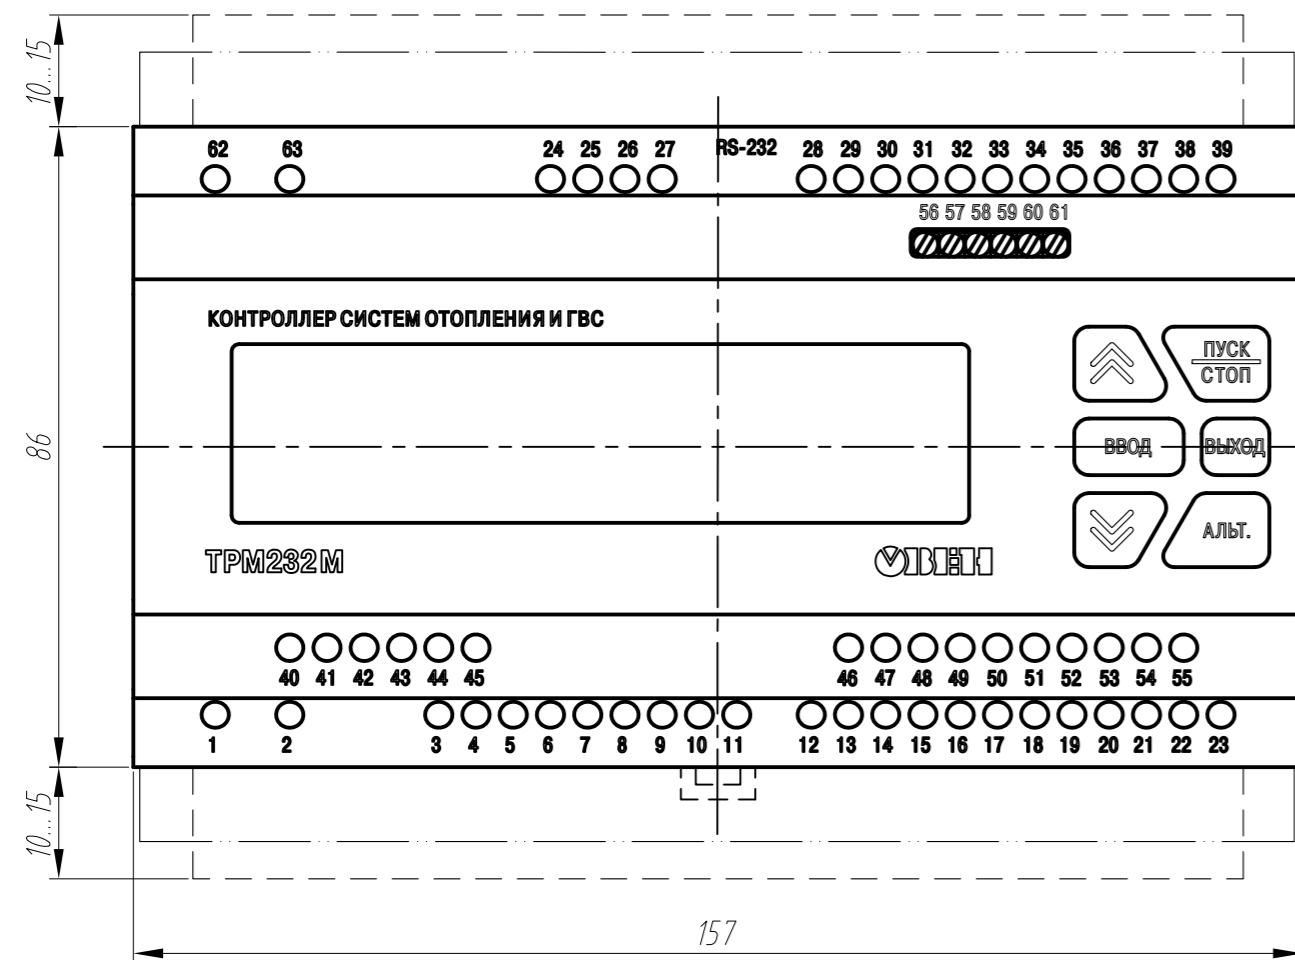 10...15
62 63 24 25 26 27 RS-232 28 29 30 31 32 33 34 35 36 37 38 39
56 57 58 59 60 61
КОНТРОЛЛЕР СИСТЕМ ОТОПЛЕНИЯ И ГВС
ПУСК
СТОП
86
ВВОД ВЫХОД
АЛЬТ.
ТРМ232М ОВЕН
40 41 42 43 44 45 46 47 48 49 50 51 52 53 54 55
1 2 3 4 5 6 7 8 9 10 11 12 13 14 15 16 17 18 19 20 21 22 23
10...15
157